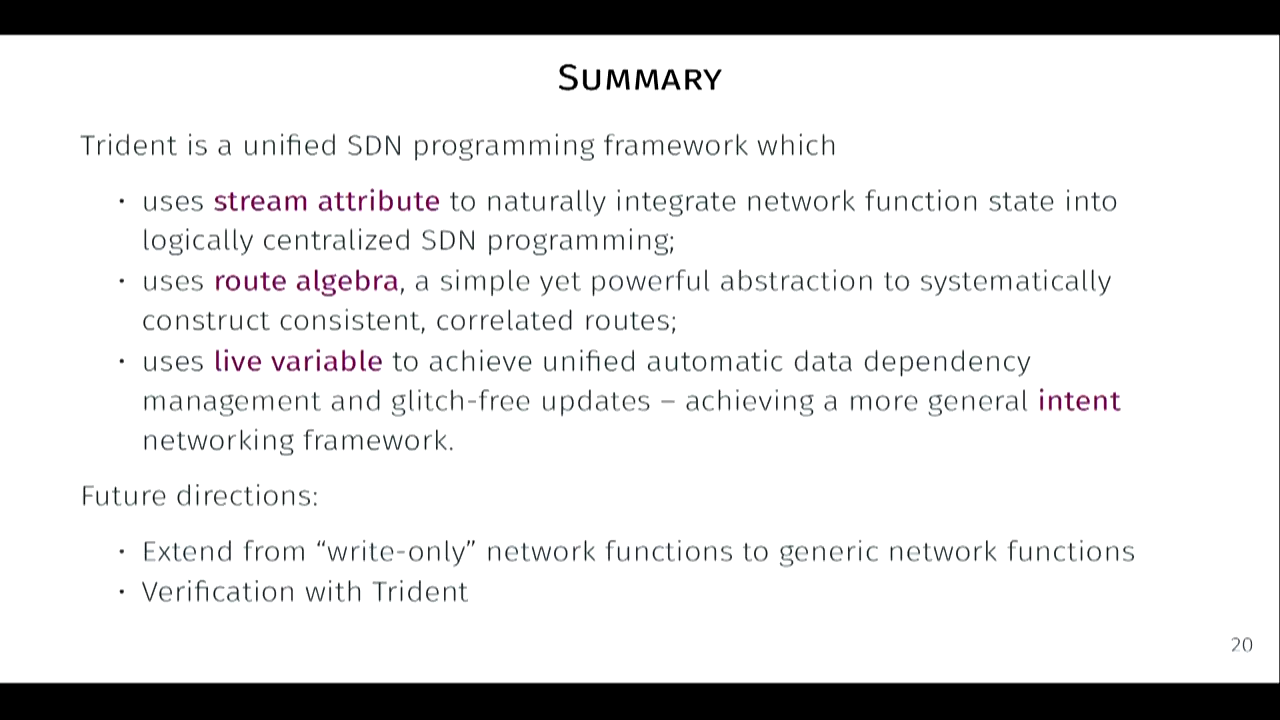 Summary
Trident is a unified SDN programming framework which
• uses stream attribute to naturally integrate network function state into
logically centralized SDN programming;
• uses route algebra, a simple yet powerful abstraction to systematically
construct consistent, correlated routes;
• uses live variable to achieve unified automatic data dependency
management and glitch-free updates – achieving a more general intent
networking framework.
Future directions:
• Extend from “write-only” network functions to generic network functions
• Verification with Trident
20